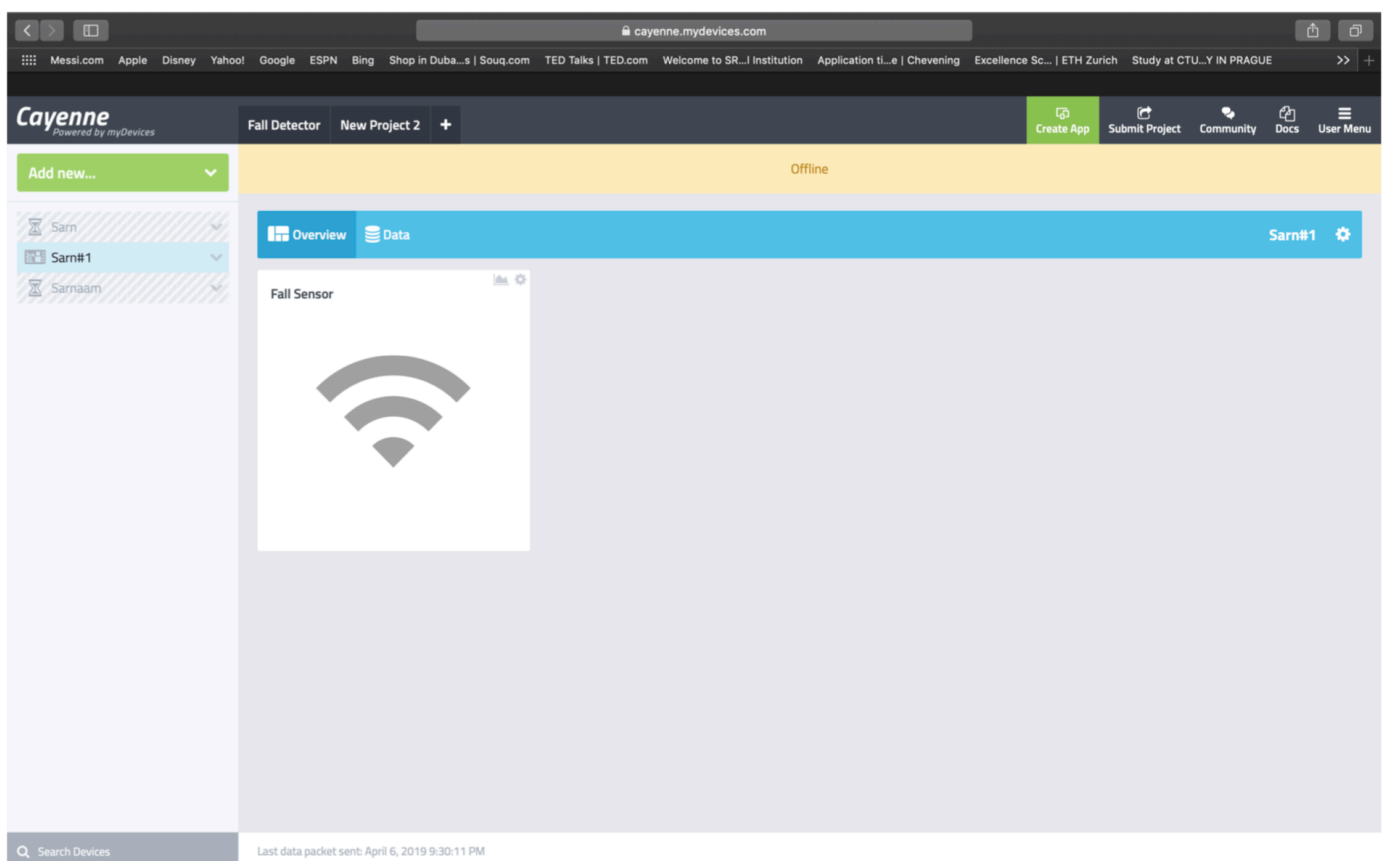 cayenne.mydevices.com
Messi.com Apple Disney Yahoo! Google ESPN Bing Shop in Duba...s | Souq.com TED Talks | TED.com Welcome to SR...l Institution Application ti...e | Chevening Excellence Sc... | ETH Zurich Study at CTU...Y IN PRAGUE >> +
Cayenne
Powered by myDevices
Fall Detector New Project 2 +
Create App Submit Project Community Docs User Menu
Add new...
Offline
Sarn
Sarn#1
Sarnaam
Overview Data Sarn#1
Fall Sensor
Search Devices
Last data packet sent: April 6, 2019 9:30:11 PM